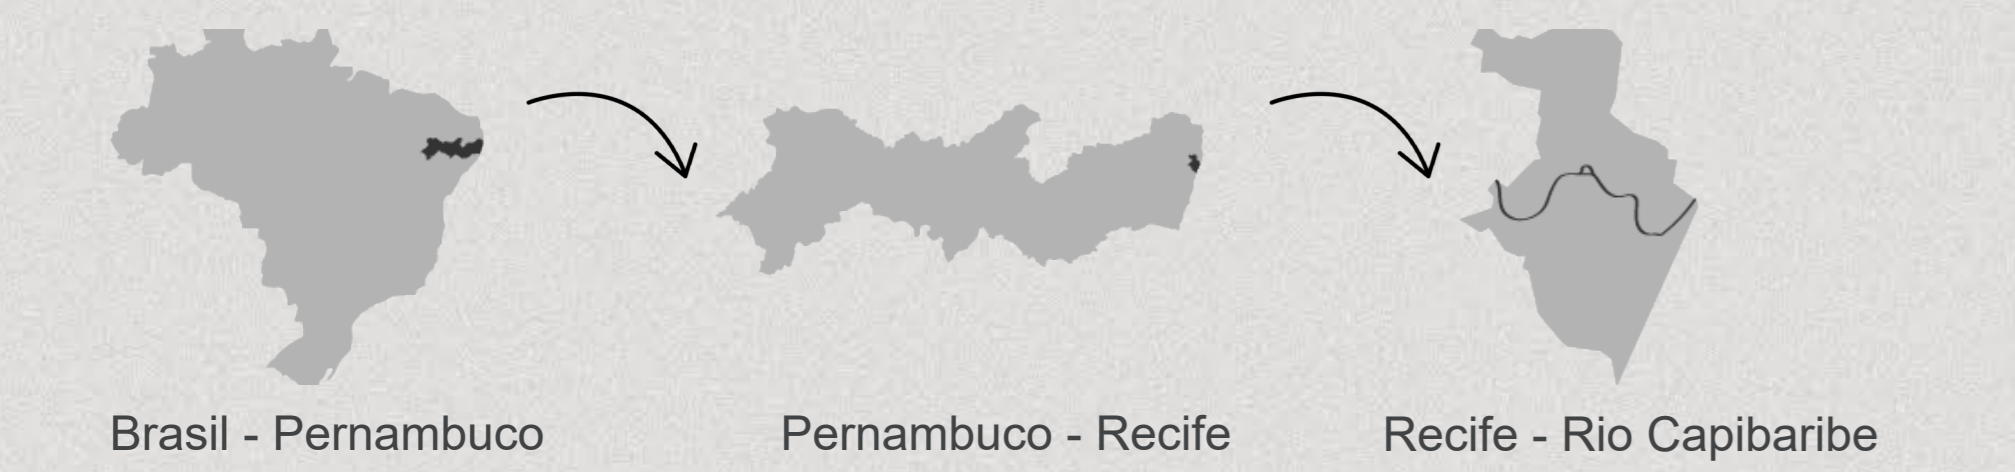 Brasil - Pernambuco
Pernambuco - Recife
Recife - Rio Capibaribe